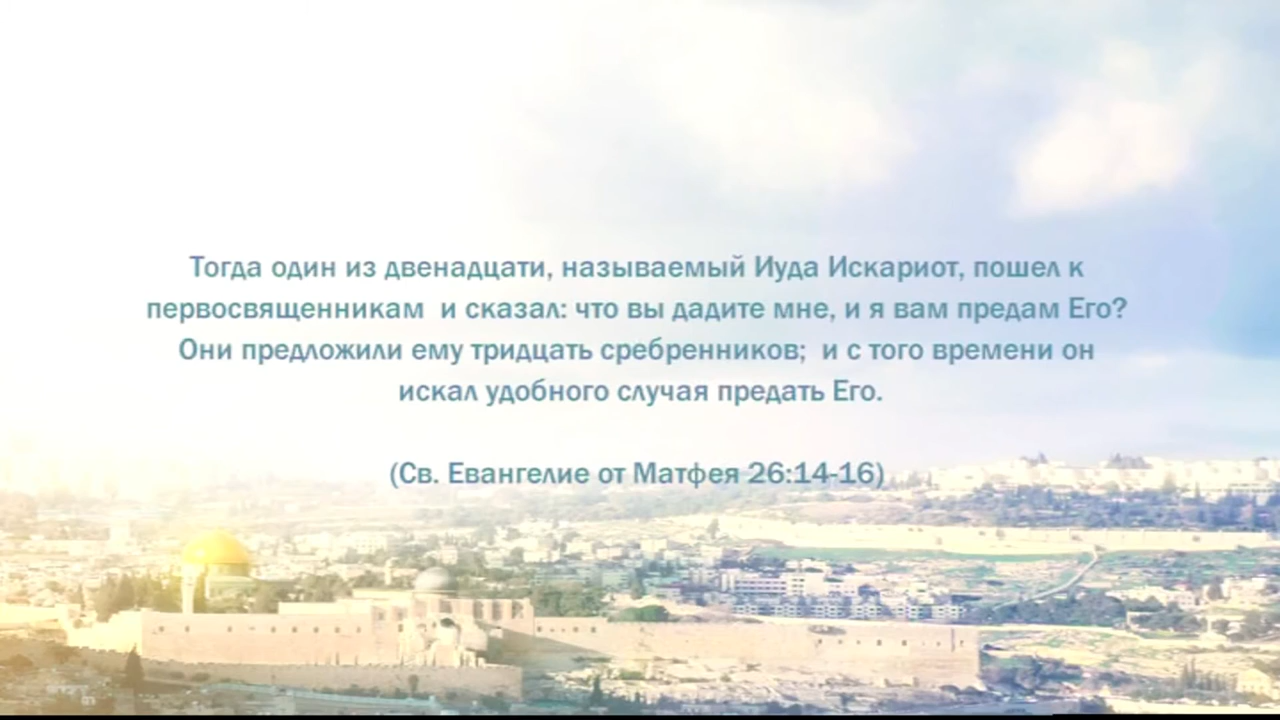 Тогда один из двенадцати, называемый Иуда Искариот, пошел к
первосвященникам  и сказал: что вы дадите мне, и я вам предам Его?
Они предложили ему тридцать сребренников;  и с того времени он
искал удобного случая предать Его.
(Св. Евангелие от Матфея 26:14-16)